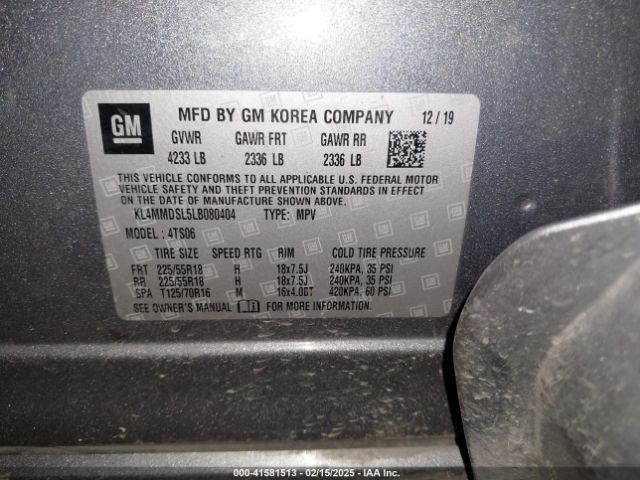 GM
MFD BY GM KOREA COMPANY 12/19
GVWR GAWR FRT GAWR RR
4233 LB 2336 LB 2336 LB
THIS VEHICLE CONFORMS TO ALL APPLICABLE U.S. FEDERAL MOTOR
VEHICLE SAFETY AND THEFT PREVENTION STANDARDS IN EFFECT
ON THE DATE OF MANUFACTURE SHOWN ABOVE.
KL4MMDSL5LB080404 TYPE: MPV
MODEL: 4TS06
TIRE SIZE SPEED RTG RIM COLD TIRE PRESSURE
FRT 225/55R18 H 18x7.5J 240KPA, 35 PSI
RR 225/55R18 H 18x7.5J 240KPA, 35 PSI
SPA T125/70R16 M 16x4.00T 420KPA, 60 PSI
SEE OWNER'S MANUAL FOR MORE INFORMATION.
000-41581513 - 02/15/2025 - IAA Inc.